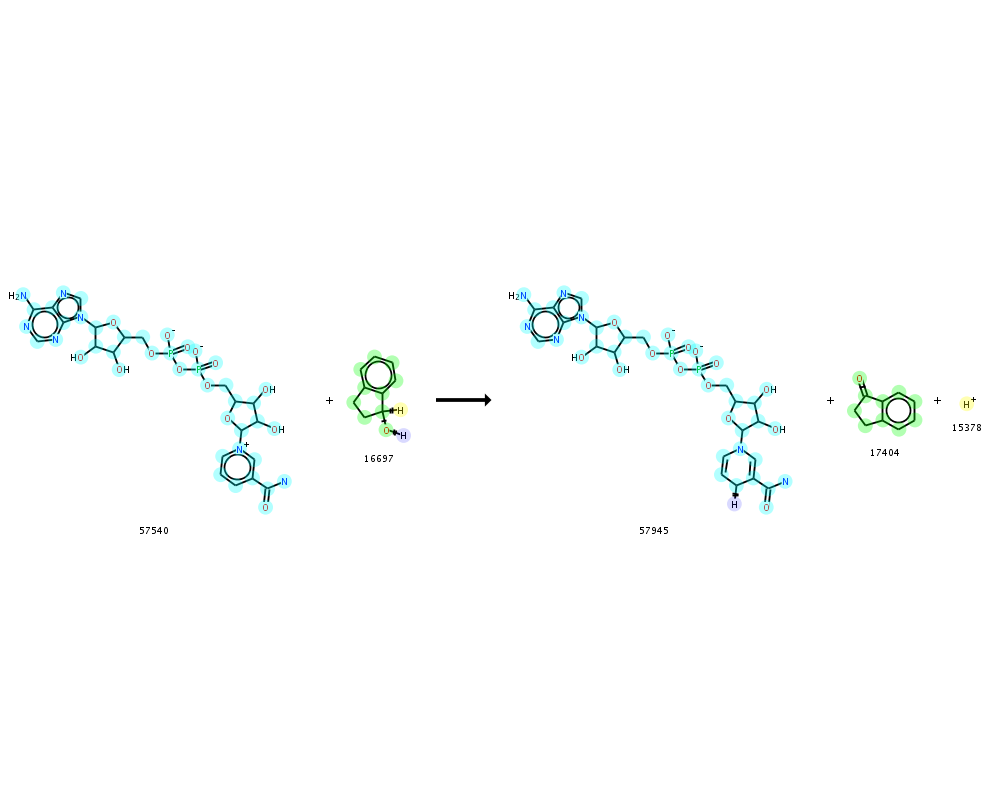 H₂N N N N N O HO OH O P O⁻ O O P O⁻ O O O OH OH N⁺ N O
57540
+
H O H
16697
H₂N N N N N O HO OH O P O⁻ O O P O⁻ O O O OH OH N N O H
57945
+
O
17404
+
H⁺
15378